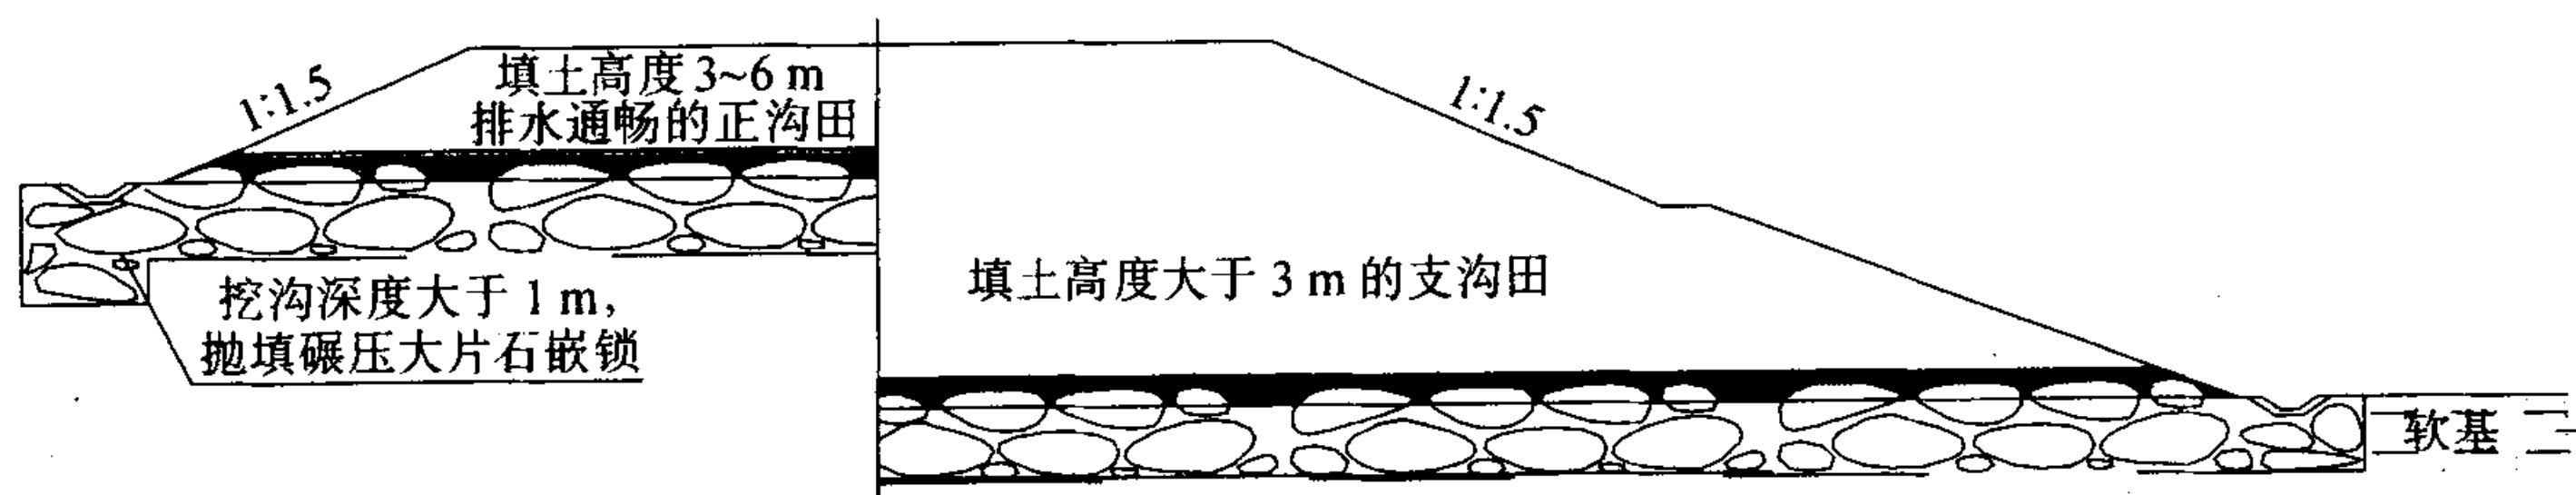 1:1.5
填土高度3~6 m
排水通畅的正沟田
1:1.5
挖沟深度大于 1 m,
抛填碾压大片石嵌锁
填土高度大于 3 m 的支沟田
软基